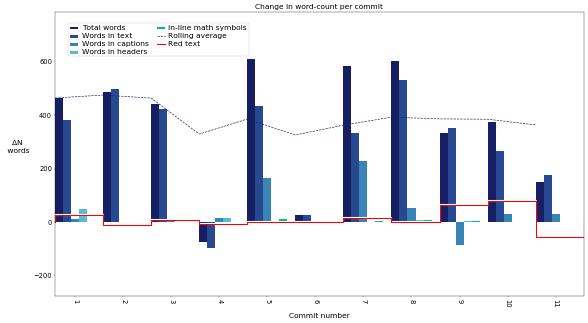 Change in word-count per commit
Total words
Words in text
Words in captions
Words in headers
In-line math symbols
Rolling average
Red text
600
400
200
0
−200
ΔN
words
1 2 3 4 5 6 7 8 9 10 11
Commit number